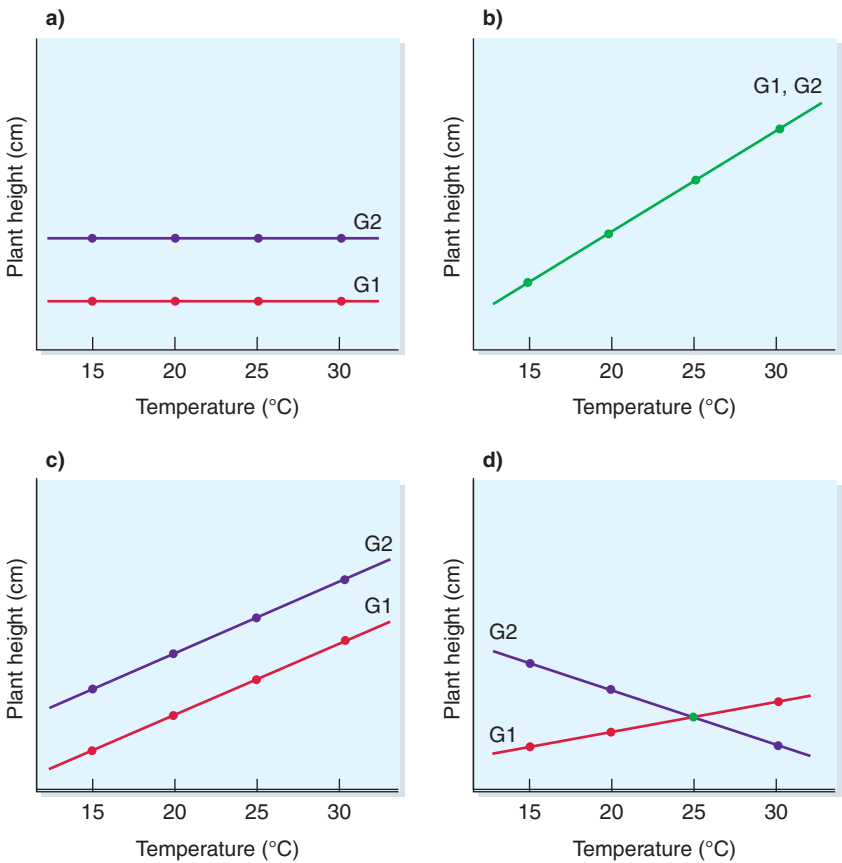 a)
Plant height (cm)
G2
G1
15 20 25 30
Temperature (°C)
b)
Plant height (cm)
G1, G2
15 20 25 30
Temperature (°C)
c)
Plant height (cm)
G2
G1
15 20 25 30
Temperature (°C)
d)
Plant height (cm)
G2
G1
15 20 25 30
Temperature (°C)